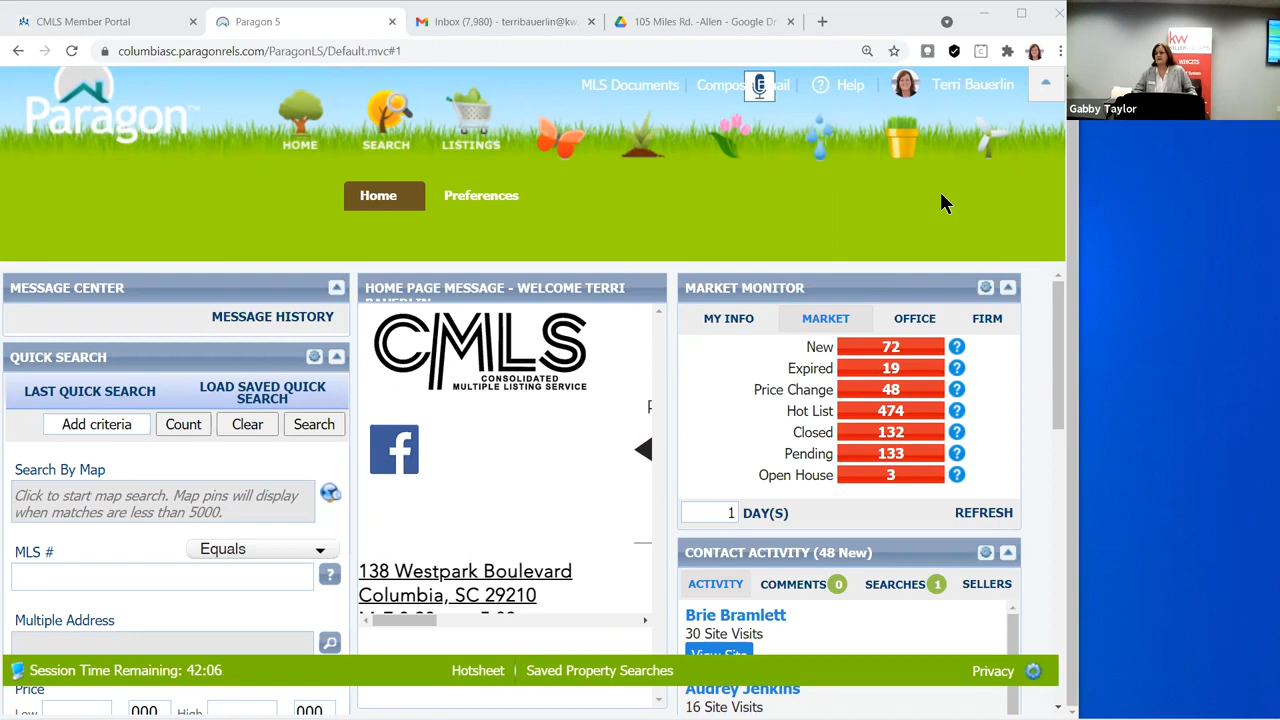 CMLS Member Portal
Paragon 5
Inbox (7,980) - terribauerlin@kw.
105 Miles Rd. -Allen - Google Dr
columbiasc.paragonrels.com/ParagonLS/Default.mvc#1
MLS Documents
Help
Terri Bauerlin
Gabby Taylor
kw
Paragon™
HOME
SEARCH
LISTINGS
Home
Preferences
MESSAGE CENTER
MESSAGE HISTORY
QUICK SEARCH
LAST QUICK SEARCH
LOAD SAVED QUICK
SEARCH
Add criteria
Count
Clear
Search
Search By Map
Click to start map search. Map pins will display
when matches are less than 5000.
MLS #
Equals
Multiple Address
Price
Low
000
High
000
HOME PAGE MESSAGE - WELCOME TERRI
BAUERLIN
CMLS
CONSOLIDATED
MULTIPLE LISTING SERVICE
138 Westpark Boulevard
Columbia, SC 29210
MARKET MONITOR
MY INFO
MARKET
OFFICE
FIRM
New 72
Expired 19
Price Change 48
Hot List 474
Closed 132
Pending 133
Open House 3
1 DAY(S)
REFRESH
CONTACT ACTIVITY (48 New)
ACTIVITY
COMMENTS 0
SEARCHES 1
SELLERS
Brie Bramlett
30 Site Visits
View Site
Audrey Jenkins
16 Site Visits
Session Time Remaining: 42:06
Hotsheet
Saved Property Searches
Privacy